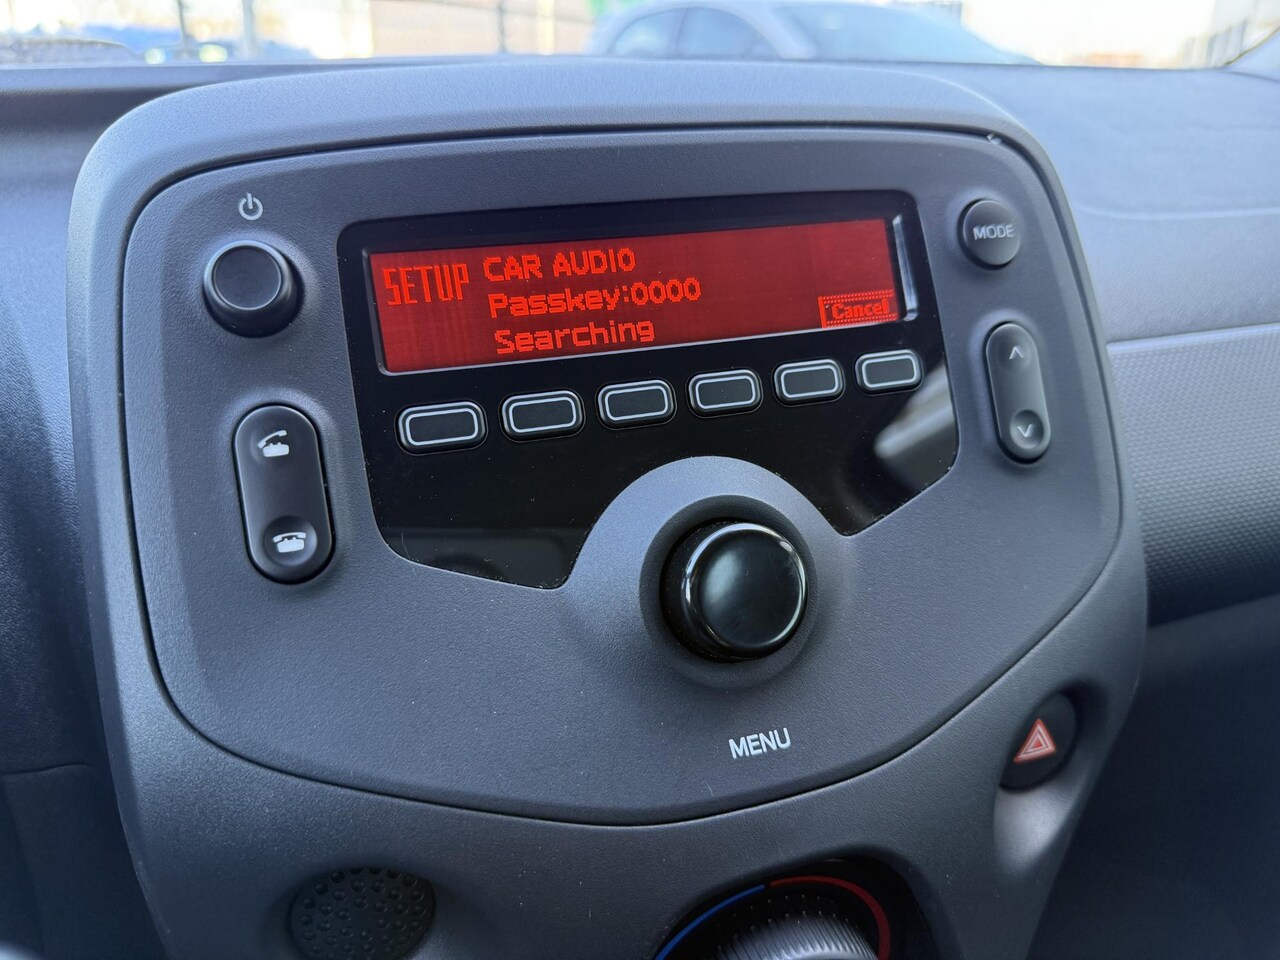 SETUP CAR AUDIO
Passkey:0000
Searching
Cancel
MODE
MENU